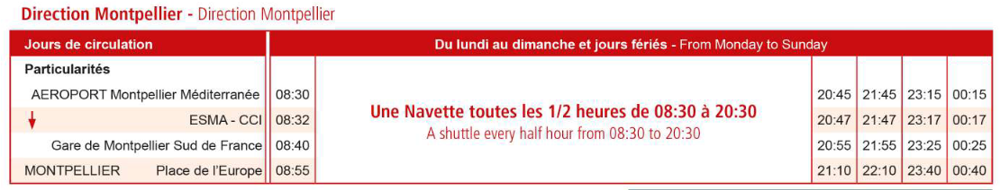 Direction Montpellier - Direction Montpellier
Jours de circulation Du lundi au dimanche et jours fériés - From Monday to Sunday
Particularités
AEROPORT Montpellier Méditerranée 08:30 20:45 21:45 23:15 00:15
Une Navette toutes les 1/2 heures de 08:30 à 20:30
ESMA - CCI 08:32 20:47 21:47 23:17 00:17
A shuttle every half hour from 08:30 to 20:30
Gare de Montpellier Sud de France 08:40 20:55 21:55 23:25 00:25
MONTPELLIER Place de l'Europe 08:55 21:10 22:10 23:40 00:40